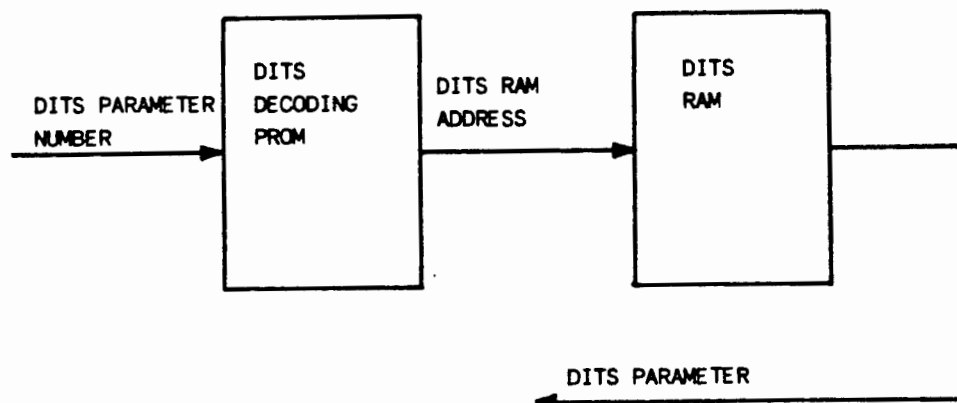 DITS PARAMETER
NUMBER
DITS
DECODING
PROM
DITS RAM
ADDRESS
DITS
RAM
DITS PARAMETER